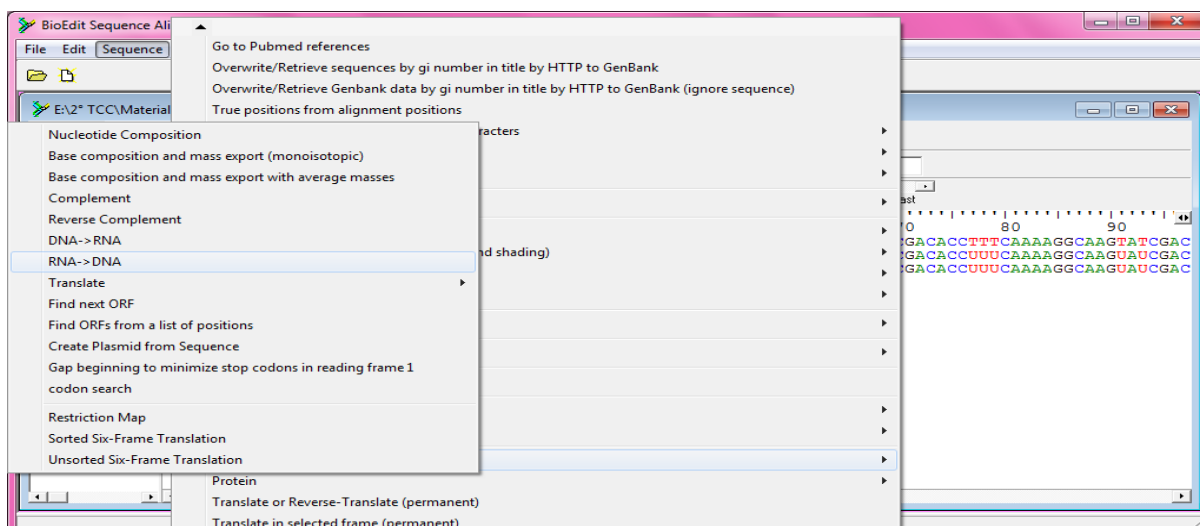 BioEdit Sequence Ali
File Edit Sequence
E:\2° TCC\Material
Go to Pubmed references
Overwrite/Retrieve sequences by gi number in title by HTTP to GenBank
Overwrite/Retrieve Genbank data by gi number in title by HTTP to GenBank (ignore sequence)
True positions from alignment positions
racters
nd shading)
Nucleotide Composition
Base composition and mass export (monoisotopic)
Base composition and mass export with average masses
Complement
Reverse Complement
DNA->RNA
RNA->DNA
Translate
Find next ORF
Find ORFs from a list of positions
Create Plasmid from Sequence
Gap beginning to minimize stop codons in reading frame 1
codon search
Restriction Map
Sorted Six-Frame Translation
Unsorted Six-Frame Translation
Protein
Translate or Reverse-Translate (permanent)
Translate in selected frame (permanent)
ast
80 90
GACACCTTTCAAAAGGCAAGTATCGAC
GACACCUUUCAAAAGGCAAGUAUCGAC
GACACCUUUCAAAAGGCAAGUAUCGAC